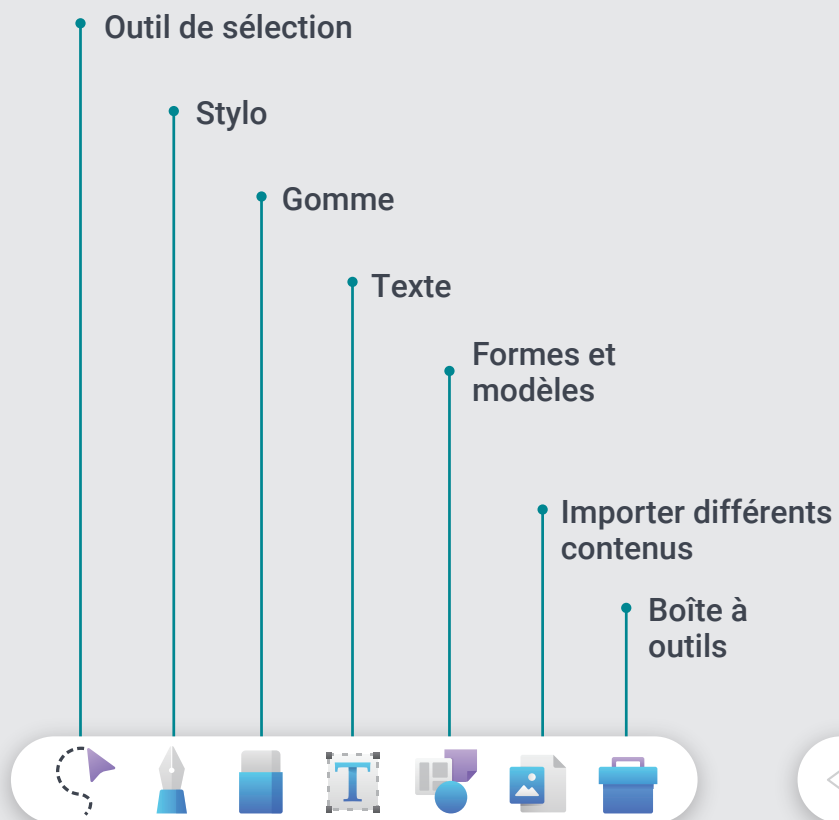 Outil de sélection
Stylo
Gomme
Texte
Formes et
modèles
Importer différents
contenus
Boîte à
outils
T